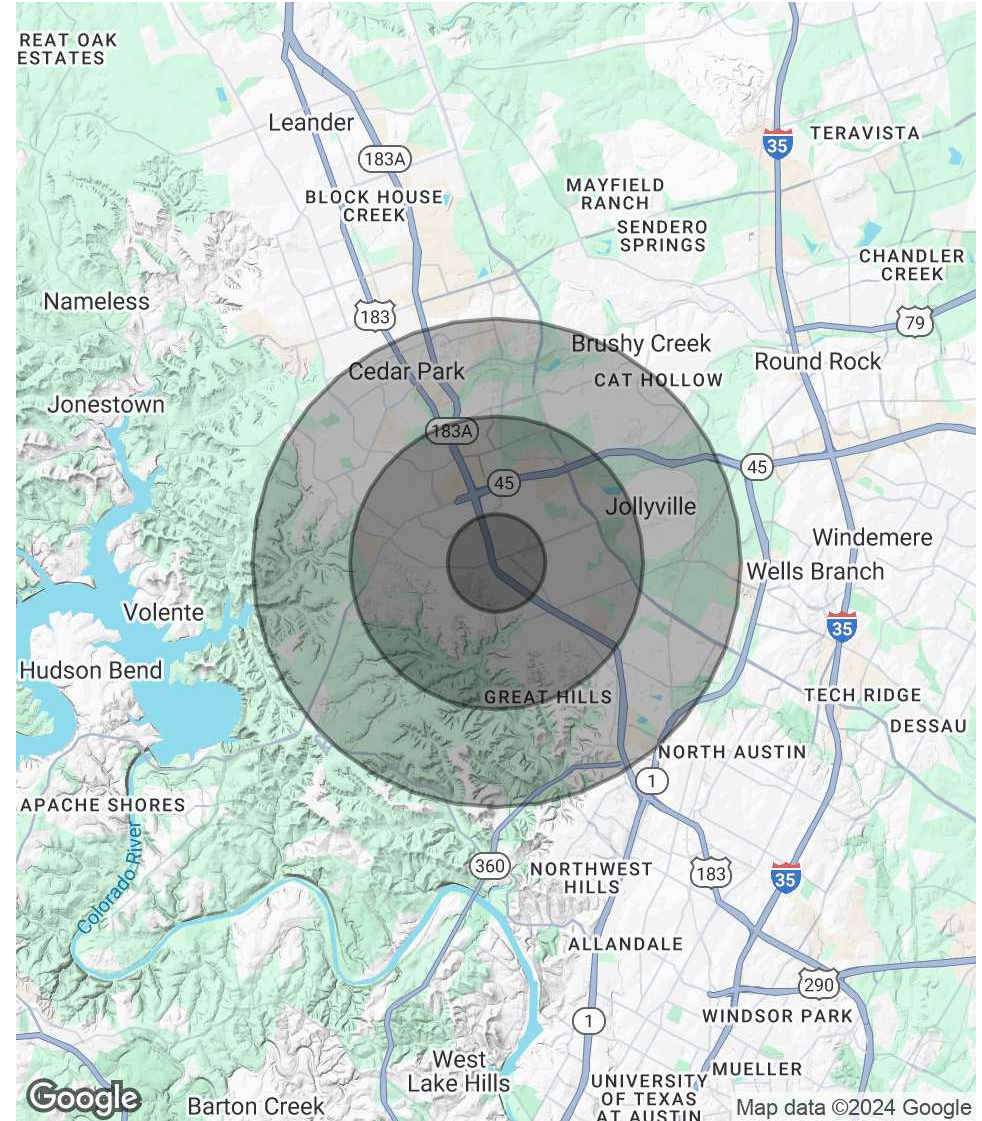 REAT OAK
ESTATES
Leander
183A
35
TERAVISTA
BLOCK HOUSE
CREEK
MAYFIELD
RANCH
SENDERO
SPRINGS
CHANDLER
CREEK
Nameless
183
79
Brushy Creek
Round Rock
Cedar Park
CAT HOLLOW
Jonestown
183A
45
45
Jollyville
Windemere
Wells Branch
Volente
35
Hudson Bend
GREAT HILLS
TECH RIDGE
DESSAU
NORTH AUSTIN
1
APACHE SHORES
Colorado River
360
NORTHWEST
HILLS
183
35
ALLANDALE
290
1
WINDSOR PARK
West
Lake Hills
MUELLER
UNIVERSITY
OF TEXAS
AT AUSTIN
Google
Barton Creek
Map data ©2024 Google